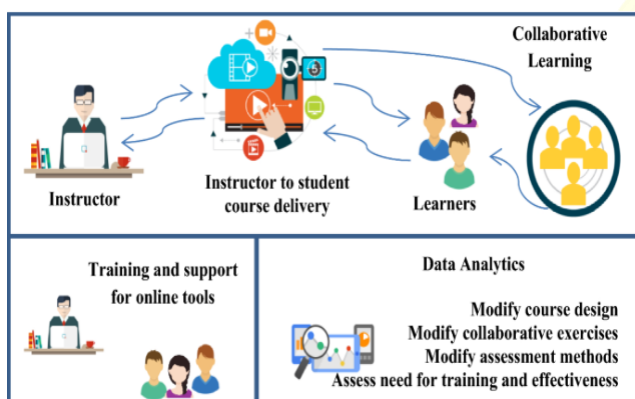 Collaborative
Learning
Instructor
Instructor to student
course delivery
Learners
Training and support
for online tools
Data Analytics
Modify course design
Modify collaborative exercises
Modify assessment methods
Assess need for training and effectiveness